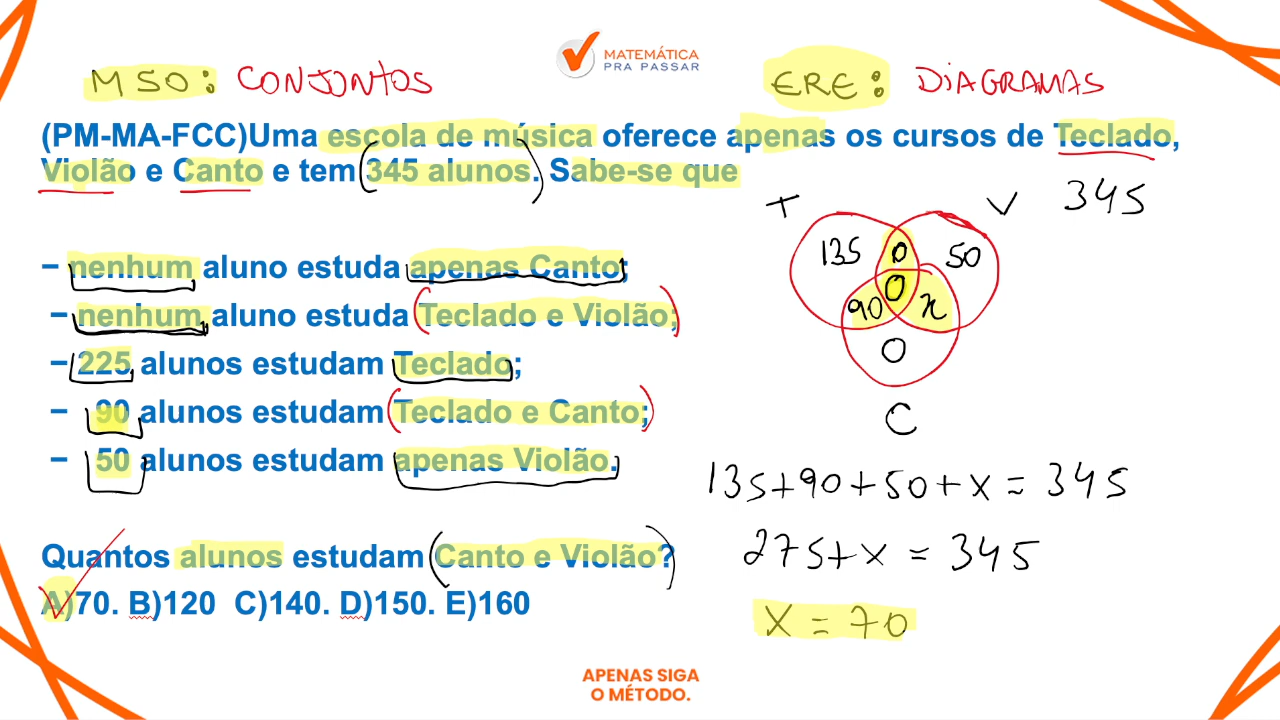 MATEMÁTICA
PRA PASSAR
MSO: CONJUNTOS
ERE: DIAGRAMAS
(PM-MA-FCC)Uma escola de música oferece apenas os cursos de Teclado,
Violão e Canto e tem 345 alunos. Sabe-se que
– nenhum aluno estuda apenas Canto;
– nenhum aluno estuda Teclado e Violão;
– 225 alunos estudam Teclado;
– 90 alunos estudam Teclado e Canto;
– 50 alunos estudam apenas Violão.
Quantos alunos estudam (Canto e Violão?)
A)70. B)120 C)140. D)150. E)160
T V 345
135 0 50
0
90 x
0
C
135+90+50+x = 345
275+x = 345
x = 70
APENAS SIGA
O MÉTODO.